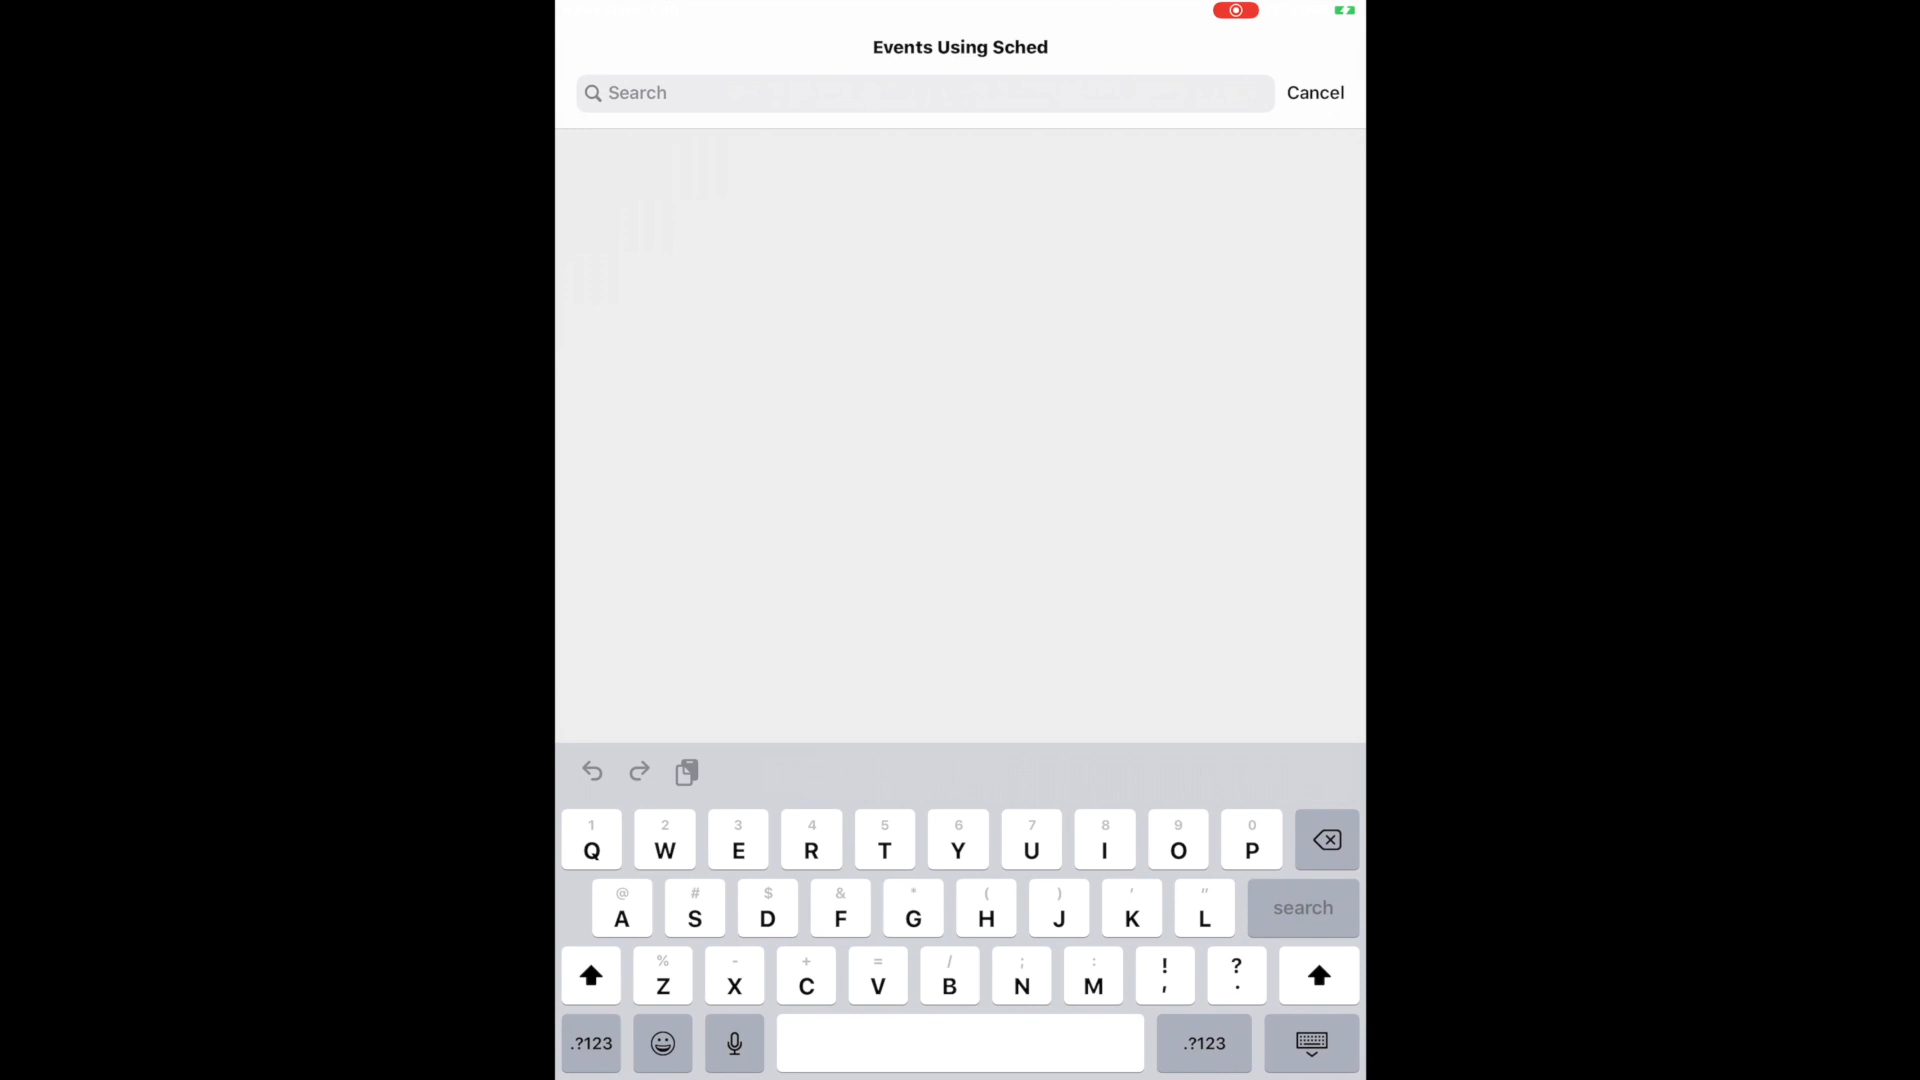 Events Using Sched
Search Cancel
1 2 3 4 5 6 7 8 9 0
Q W E R T Y U I O P
@ # $ & * ( ) ' "
A S D F G H J K L search
% - + = / ; : ! ?
Z X C V B N M , .
.?123 .?123